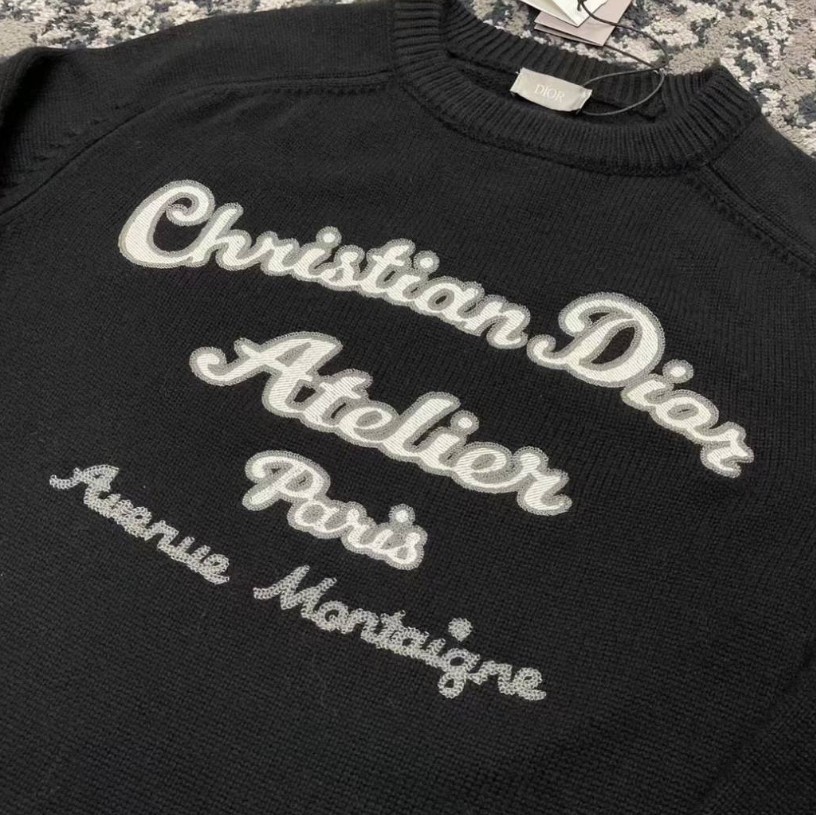 DIOR
Christian Dior
Atelier
Paris
Avenue Montaigne